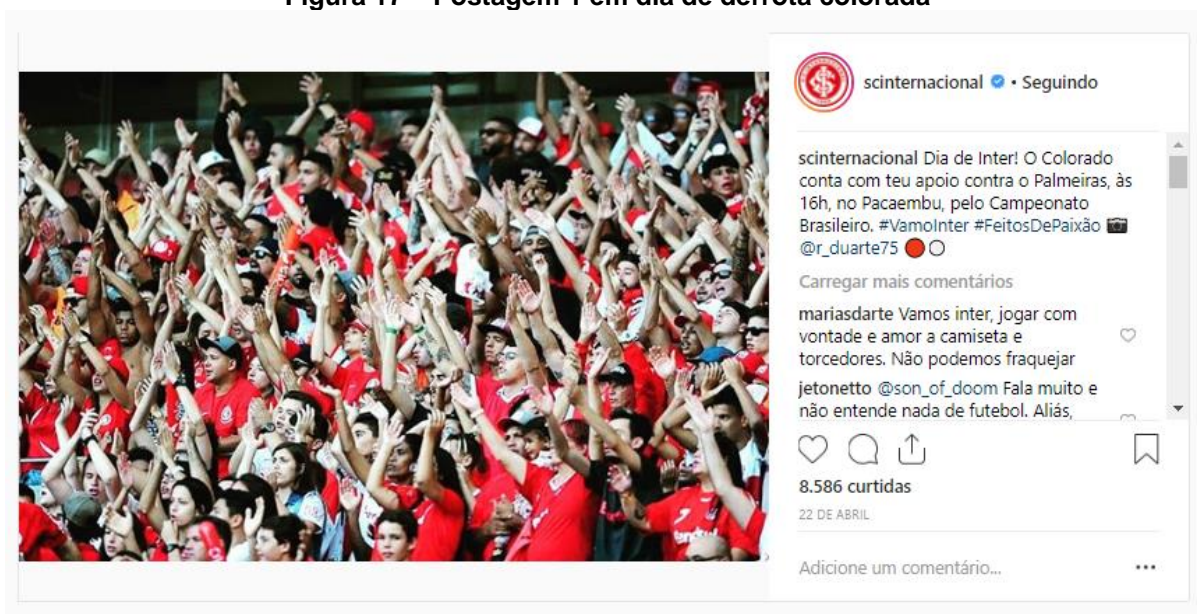 Figura 17 – Postagem 1 em dia de derrota colorada
scinternacional • Seguindo
scinternacional Dia de Inter! O Colorado
conta com teu apoio contra o Palmeiras, às
16h, no Pacaembu, pelo Campeonato
Brasileiro. #VamoInter #FeitosDePaixão 📷
@r_duarte75 🔴⚪
Carregar mais comentários
mariasdarte Vamos inter, jogar com
vontade e amor a camiseta e
torcedores. Não podemos fraquejar
jetonetto @son_of_doom Fala muito e
não entende nada de futebol. Aliás,
8.586 curtidas
22 DE ABRIL
Adicione um comentário...